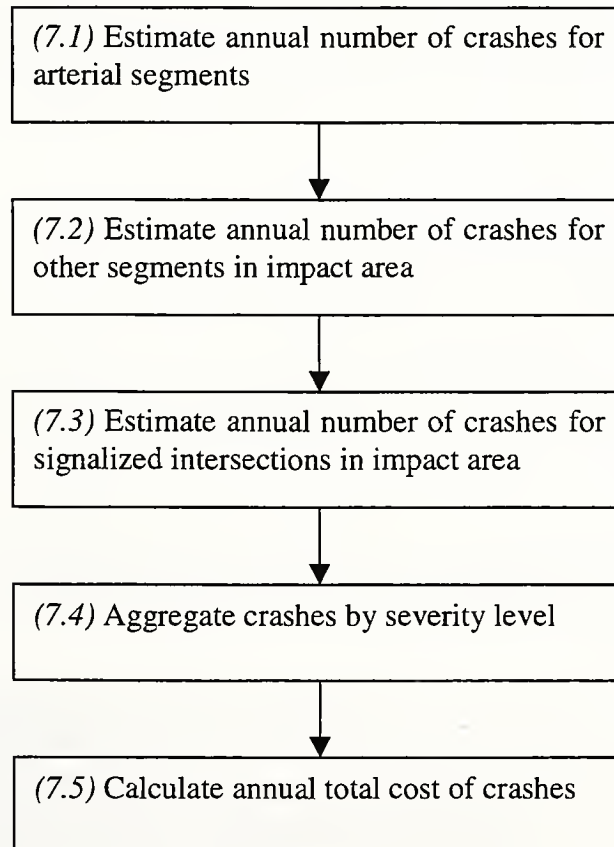 (7.1) Estimate annual number of crashes for
arterial segments
(7.2) Estimate annual number of crashes for
other segments in impact area
(7.3) Estimate annual number of crashes for
signalized intersections in impact area
(7.4) Aggregate crashes by severity level
(7.5) Calculate annual total cost of crashes